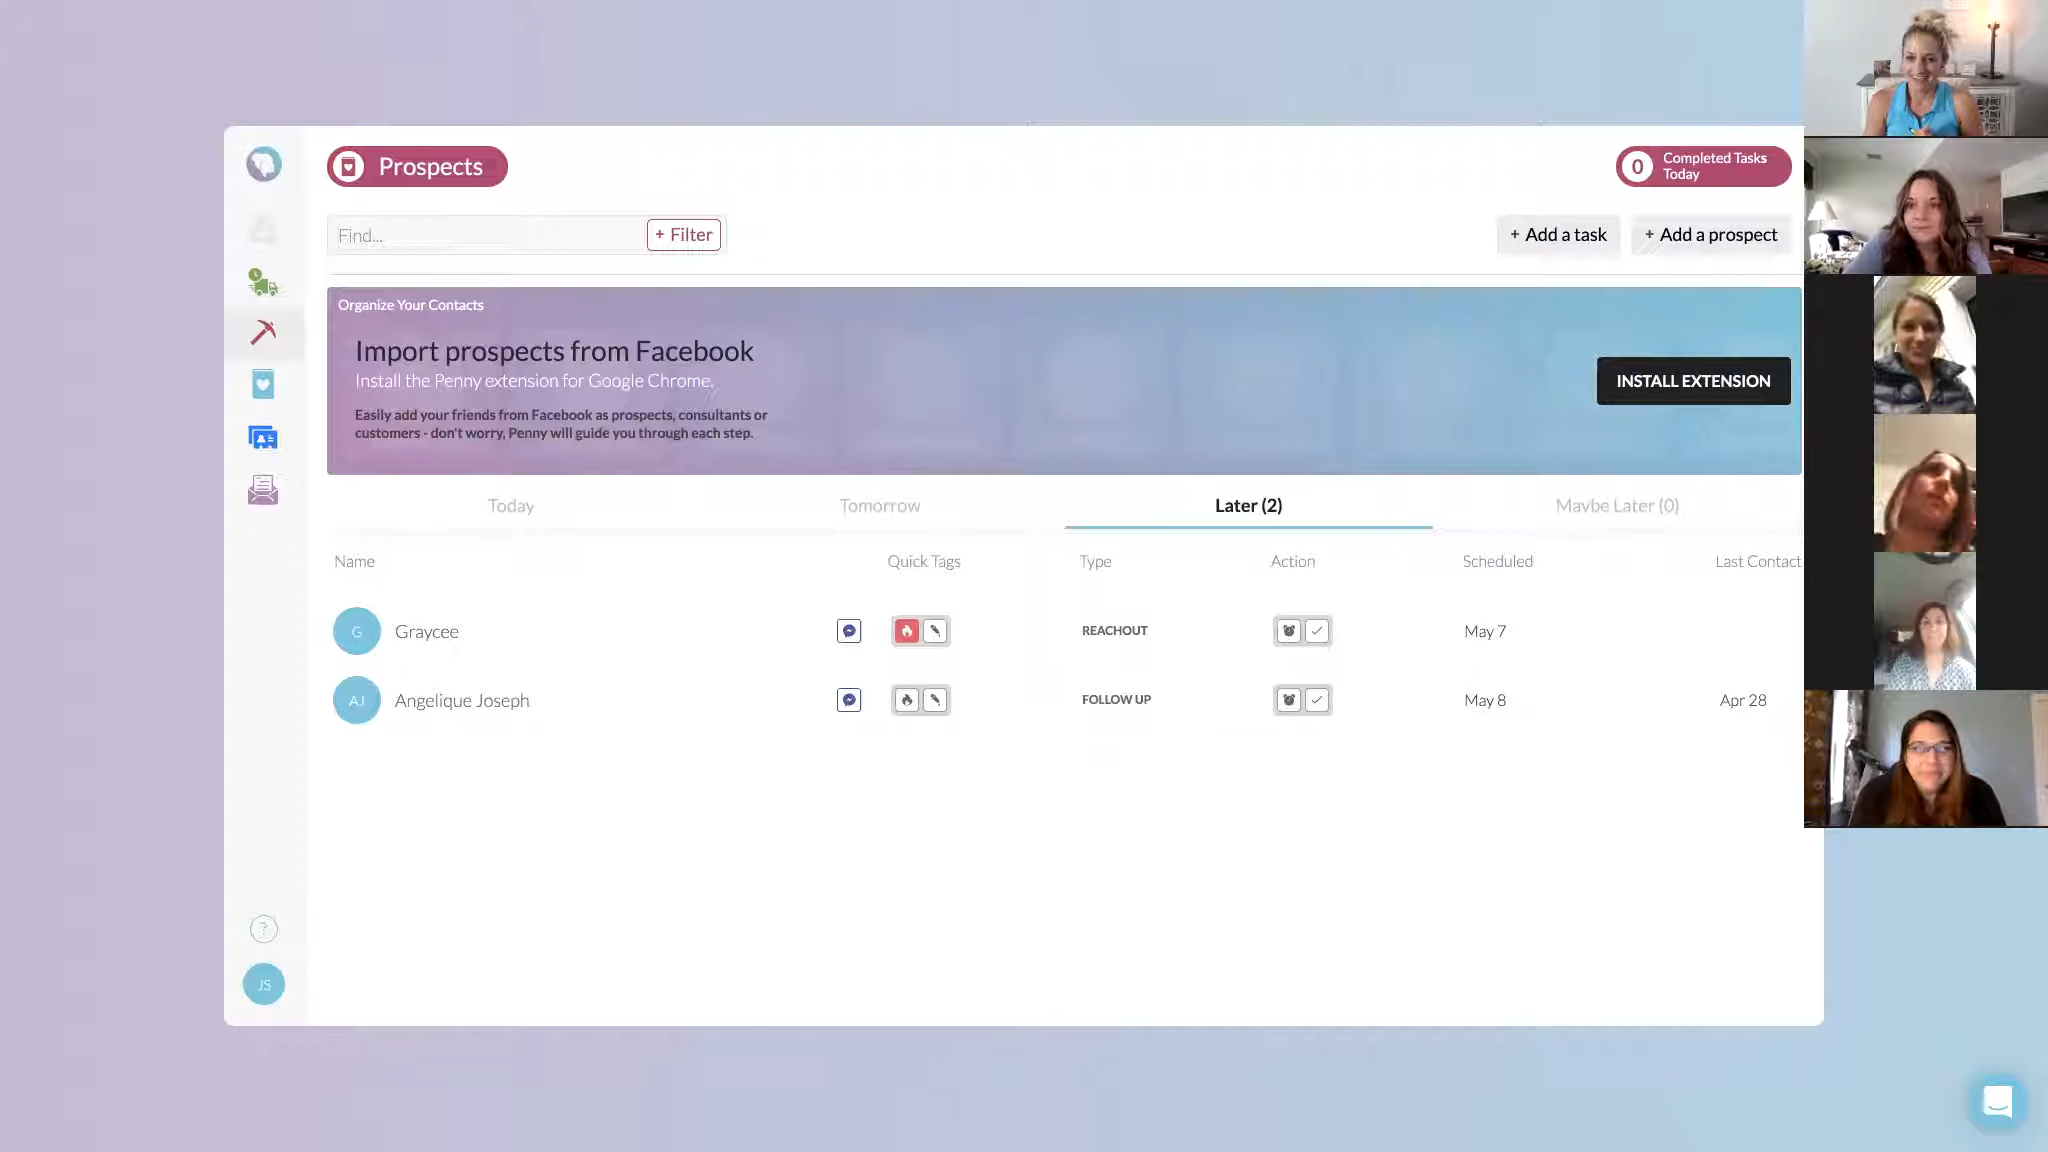 Prospects
0 Completed Tasks
Today
Find...
+ Filter
+ Add a task
+ Add a prospect
Organize Your Contacts
Import prospects from Facebook
Install the Penny extension for Google Chrome.
Easily add your friends from Facebook as prospects, consultants or
customers - don't worry, Penny will guide you through each step.
INSTALL EXTENSION
Today Tomorrow Later (2) Maybe Later (0)
Name Quick Tags Type Action Scheduled Last Contact
G Graycee REACHOUT May 7
AJ Angelique Joseph FOLLOW UP May 8 Apr 28
?
JS